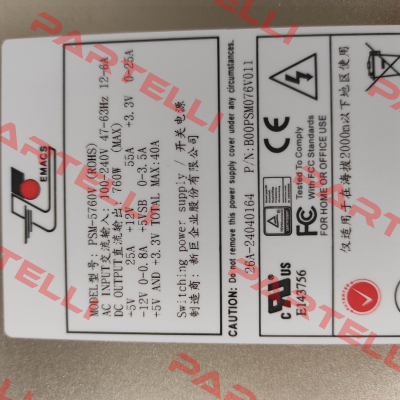 EMACS
MODEL型号: PSM-5760V (ROHS)
AC INPUT交流输入: 100-240V 47-63Hz 12-6A
DC OUTPUT直流输出: 760W (MAX)
+5V 25A +12V 55A +3.3V 0-25A
-12V 0-0.8A +5VSB 0-3.5A
+5V AND +3.3V TOTAL MAX:40A
Switching power supply / 开关电源
制造商: 新巨企业股份有限公司
CAUTION: Do not remove this power supply cover under any circumstances.
26A-24040164 P/N:B00PSM076V011
c UL US
E143756
FC Tested To Comply
With FCC Standards
FOR HOME OR OFFICE USE
仅适用于在海拔2000m以下地区使用
PARTELLI
PARTELLI
PARTELLI
PARTELLI
PARTELLI